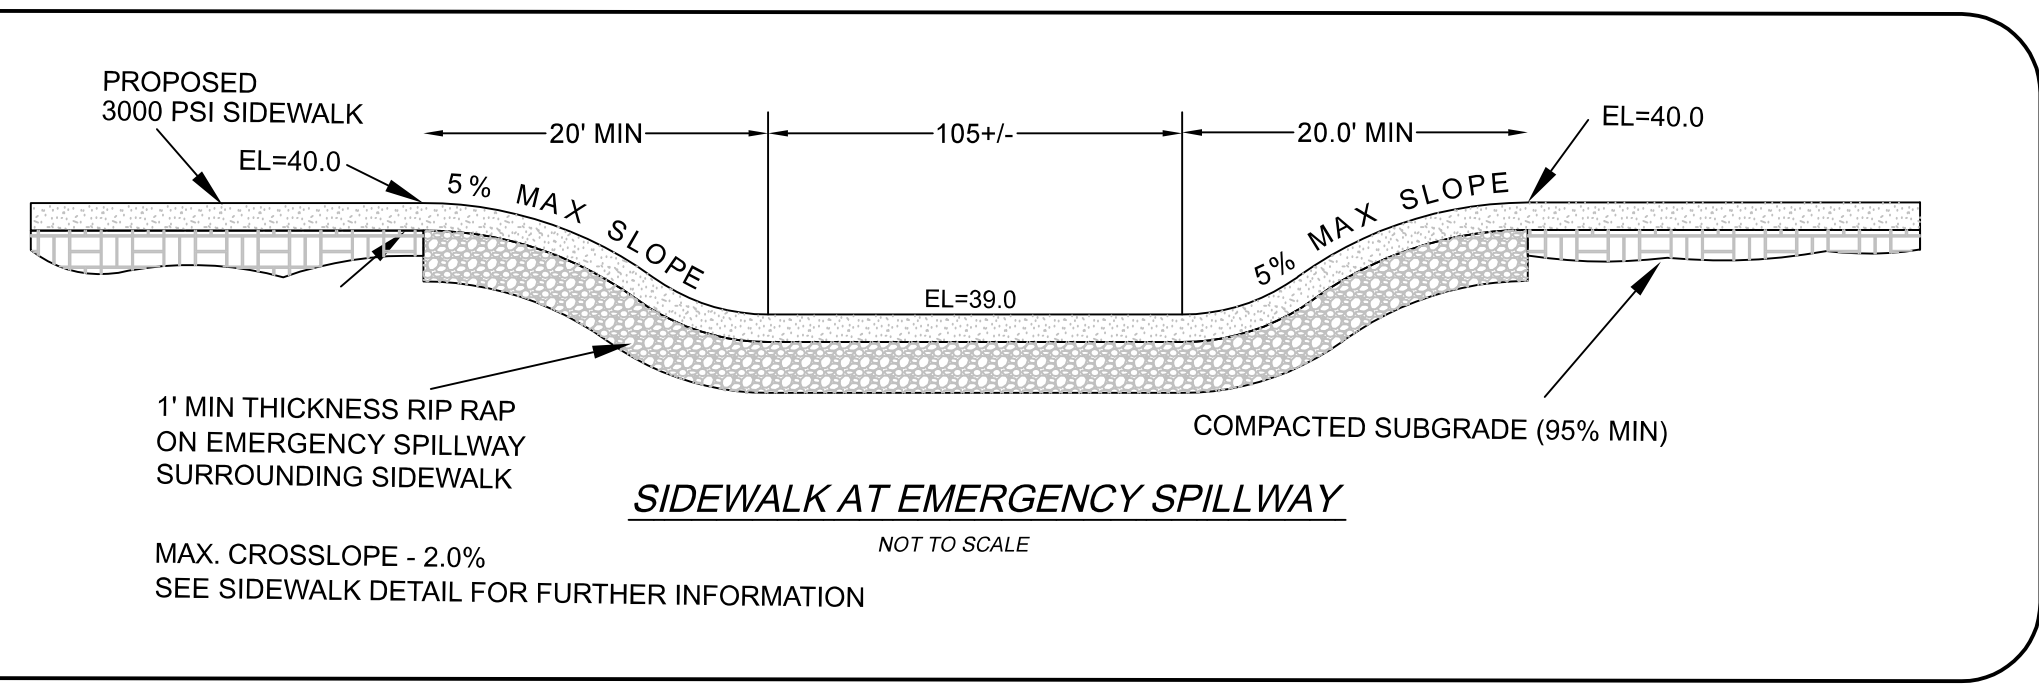 PROPOSED
3000 PSI SIDEWALK
EL=40.0
20' MIN
105+/-
20.0' MIN
EL=40.0
5% MAX SLOPE
5% MAX SLOPE
EL=39.0
1' MIN THICKNESS RIP RAP
ON EMERGENCY SPILLWAY
SURROUNDING SIDEWALK
COMPACTED SUBGRADE (95% MIN)
SIDEWALK AT EMERGENCY SPILLWAY
NOT TO SCALE
MAX. CROSSLOPE - 2.0%
SEE SIDEWALK DETAIL FOR FURTHER INFORMATION